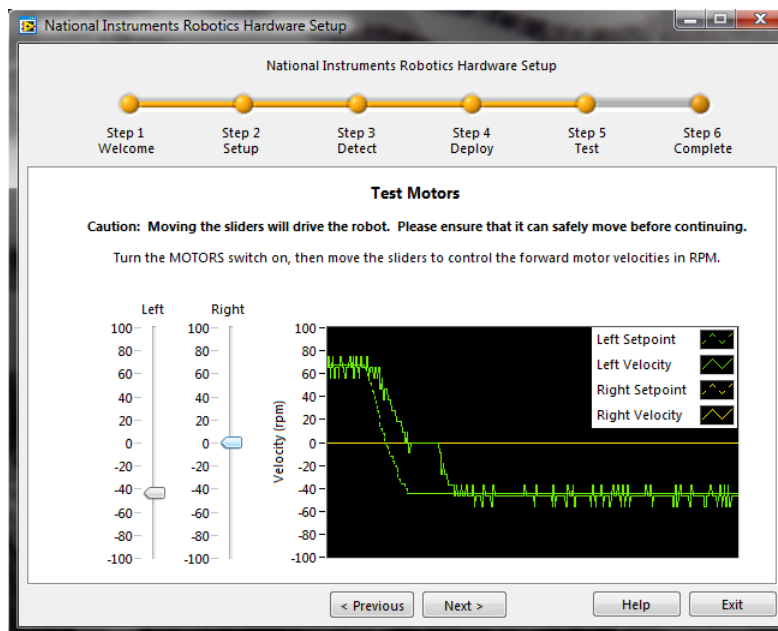 National Instruments Robotics Hardware Setup
National Instruments Robotics Hardware Setup
Step 1 Step 2 Step 3 Step 4 Step 5 Step 6
Welcome Setup Detect Deploy Test Complete
Test Motors
Caution: Moving the sliders will drive the robot. Please ensure that it can safely move before continuing.
Turn the MOTORS switch on, then move the sliders to control the forward motor velocities in RPM.
Left Right
100 100 100
80 80 80
60 60 60
40 40 40
20 20 20
0 0 0
-20 -20 -20
-40 -40 -40
-60 -60 -60
-80 -80 -80
-100 -100 -100
Velocity (rpm)
Left Setpoint
Left Velocity
Right Setpoint
Right Velocity
< Previous Next > Help Exit